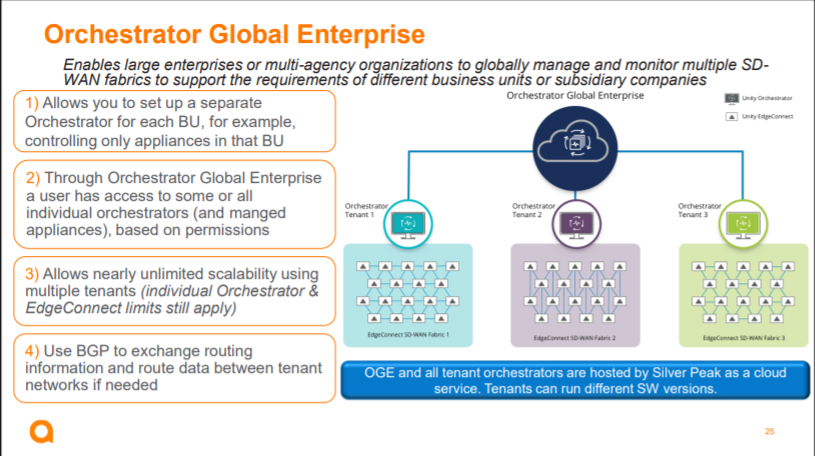 Orchestrator Global Enterprise
Enables large enterprises or multi-agency organizations to globally manage and monitor multiple SD-
WAN fabrics to support the requirements of different business units or subsidiary companies
1) Allows you to set up a separate
Orchestrator for each BU, for example,
controlling only appliances in that BU
2) Through Orchestrator Global Enterprise
a user has access to some or all
individual orchestrators (and manged
appliances), based on permissions
3) Allows nearly unlimited scalability using
multiple tenants (individual Orchestrator &
EdgeConnect limits still apply)
4) Use BGP to exchange routing
information and route data between tenant
networks if needed
Orchestrator Global Enterprise
Unity Orchestrator
Unity EdgeConnect
Orchestrator
Tenant 1
Orchestrator
Tenant 2
Orchestrator
Tenant 3
EdgeConnect SD-WAN Fabric 1
EdgeConnect SD-WAN Fabric 2
EdgeConnect SD-WAN Fabric 3
OGE and all tenant orchestrators are hosted by Silver Peak as a cloud
service. Tenants can run different SW versions.
25